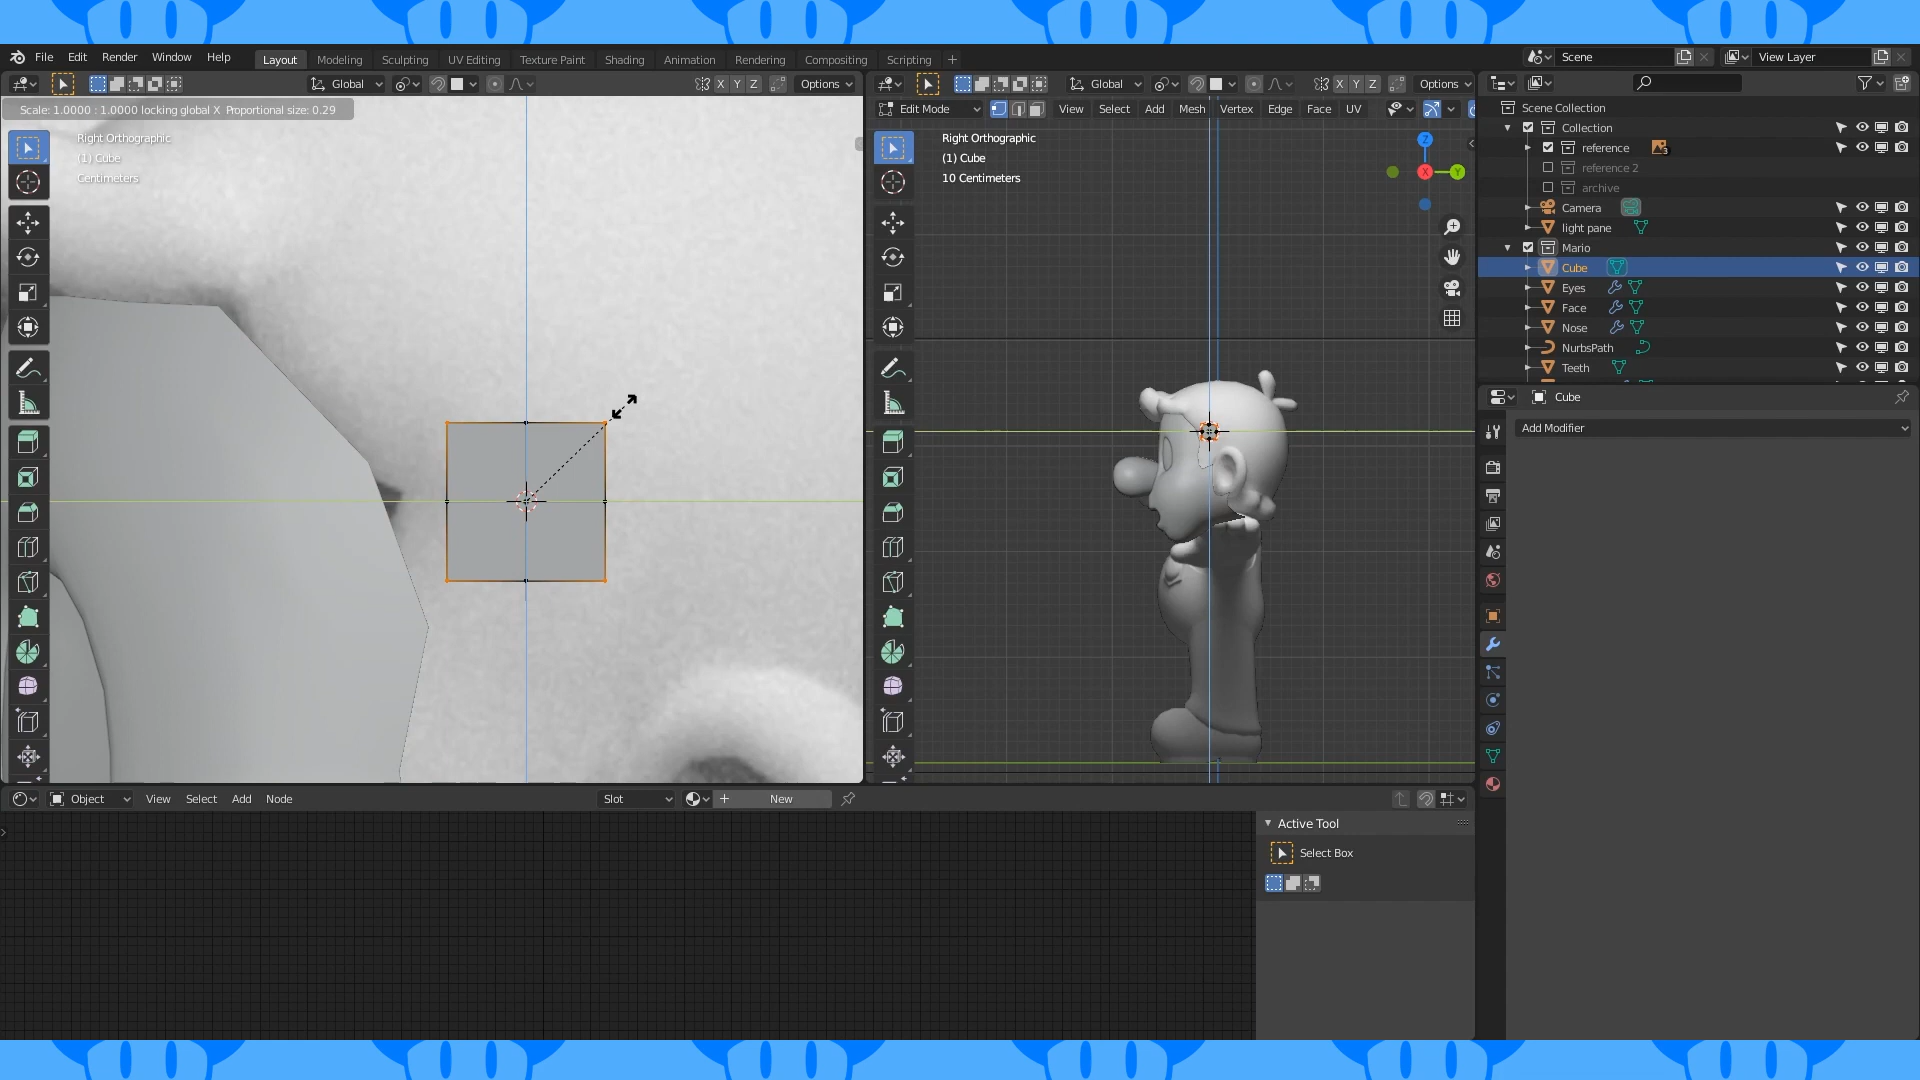 File Edit Render Window Help Layout Modeling Sculpting UV Editing Texture Paint Shading Animation Rendering Compositing Scripting + Scene View Layer
Global X Y Z Options Global X Y Z Options
Scale: 1.0000 : 1.0000 locking global X Proportional size: 0.29
Edit Mode View Select Add Mesh Vertex Edge Face UV
Right Orthographic
(1) Cube
Centimeters
Right Orthographic
(1) Cube
10 Centimeters
Z
X
Y
Scene Collection
Collection
reference 3
reference 2
archive
Camera
light pane
Mario
Cube
Eyes
Face
Nose
NurbsPath
Teeth
Cube
Add Modifier
Object View Select Add Node Slot New
Active Tool
Select Box